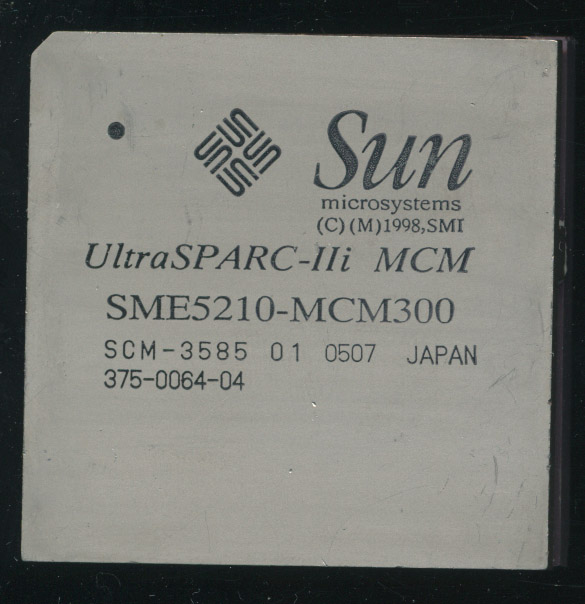 Sun
microsystems
(C)(M)1998,SMI
UltraSPARC-IIi MCM
SME5210-MCM300
SCM-3585 01 0507 JAPAN
375-0064-04